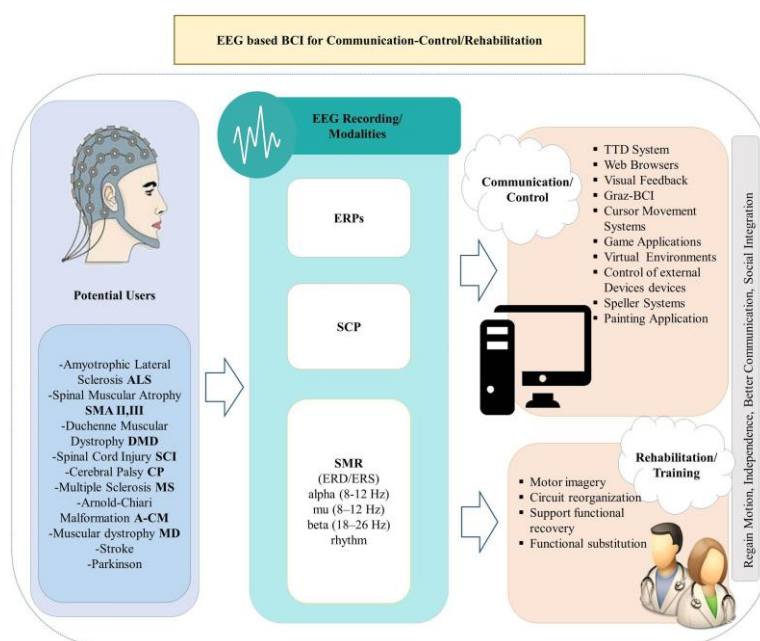 EEG based BCI for Communication-Control/Rehabilitation
Potential Users
-Amyotrophic Lateral
Sclerosis ALS
-Spinal Muscular Atrophy
SMA II,III
-Duchenne Muscular
Dystrophy DMD
-Spinal Cord Injury SCI
-Cerebral Palsy CP
-Multiple Sclerosis MS
-Arnold-Chiari
Malformation A-CM
-Muscular dystrophy MD
-Stroke
-Parkinson
EEG Recording/
Modalities
ERPs
SCP
SMR
(ERD/ERS)
alpha (8-12 Hz)
mu (8–12 Hz)
beta (18–26 Hz)
rhythm
Communication/
Control
▪ TTD System
▪ Web Browsers
▪ Visual Feedback
▪ Graz-BCI
▪ Cursor Movement
Systems
▪ Game Applications
▪ Virtual Environments
▪ Control of external
Devices devices
▪ Speller Systems
▪ Painting Application
Rehabilitation/
Training
▪ Motor imagery
▪ Circuit reorganization
▪ Support functional
recovery
▪ Functional substitution
Regain Motion, Independence, Better Communication, Social Integration